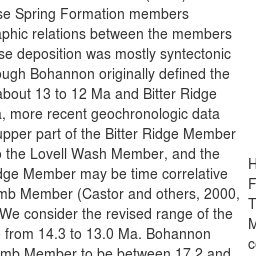 se Spring Formation members
aphic relations between the members
se deposition was mostly syntectonic
ough Bohannon originally defined the
about 13 to 12 Ma and Bitter Ridge
, more recent geochronologic data
upper part of the Bitter Ridge Member
the Lovell Wash Member, and the
dge Member may be time correlative
mb Member (Castor and others, 2000,
We consider the revised range of the
from 14.3 to 13.0 Ma. Bohannon
omb Member to be between 17.2 and
H
F
T
M
c